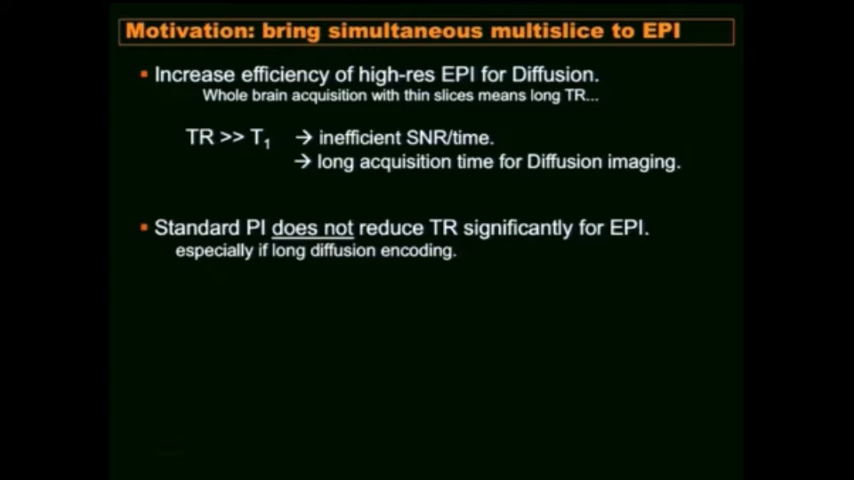 Motivation: bring simultaneous multislice to EPI
▪ Increase efficiency of high-res EPI for Diffusion.
Whole brain acquisition with thin slices means long TR...
TR >> T₁ → inefficient SNR/time.
→ long acquisition time for Diffusion imaging.
▪ Standard PI does not reduce TR significantly for EPI.
especially if long diffusion encoding.